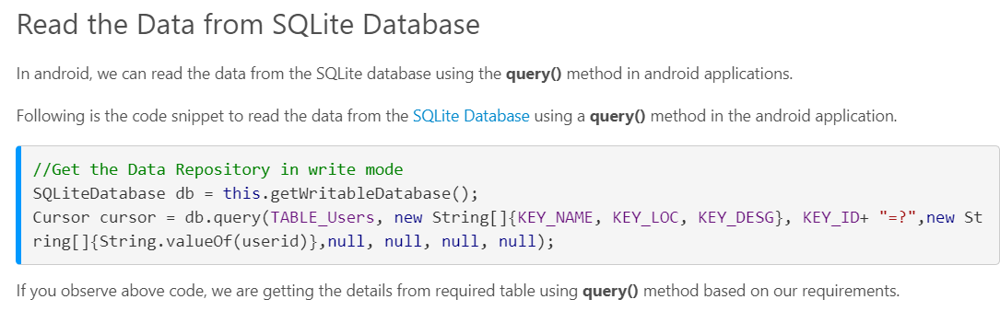 Read the Data from SQLite Database
In android, we can read the data from the SQLite database using the query() method in android applications.
Following is the code snippet to read the data from the SQLite Database using a query() method in the android application.
//Get the Data Repository in write mode
SQLiteDatabase db = this.getWritableDatabase();
Cursor cursor = db.query(TABLE_Users, new String[]{KEY_NAME, KEY_LOC, KEY_DESG}, KEY_ID+ "=?",new St
ring[]{String.valueOf(userid)},null, null, null, null);
If you observe above code, we are getting the details from required table using query() method based on our requirements.